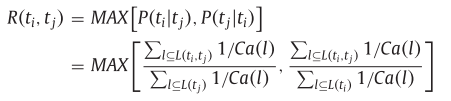 R(t_i, t_j) = MAX[P(t_i|t_j), P(t_j|t_i)]
= MAX[ ∑_{l⊆L(t_i,t_j)} 1/Ca(l) / ∑_{l⊆L(t_j)} 1/Ca(l) , ∑_{l⊆L(t_i,t_j)} 1/Ca(l) / ∑_{l⊆L(t_i)} 1/Ca(l) ]